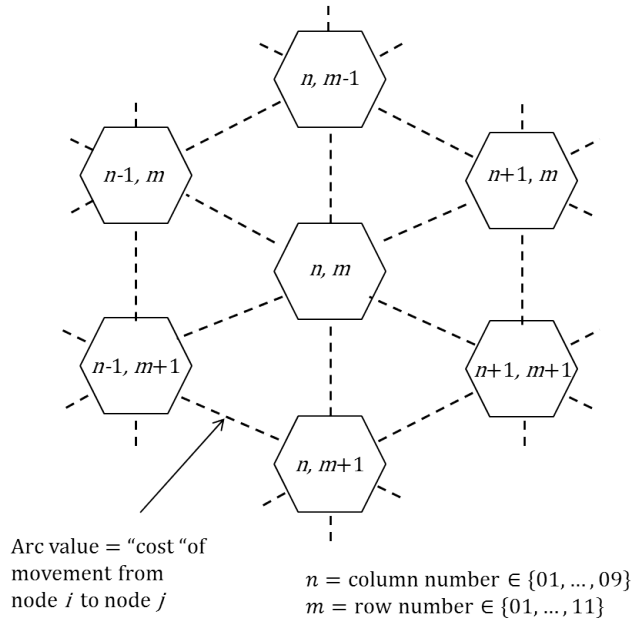 n, m-1
n-1, m
n+1, m
n, m
n-1, m+1
n+1, m+1
n, m+1
Arc value = “cost “of
movement from
node i to node j
n = column number ∈ {01, ..., 09}
m = row number ∈ {01, ..., 11}